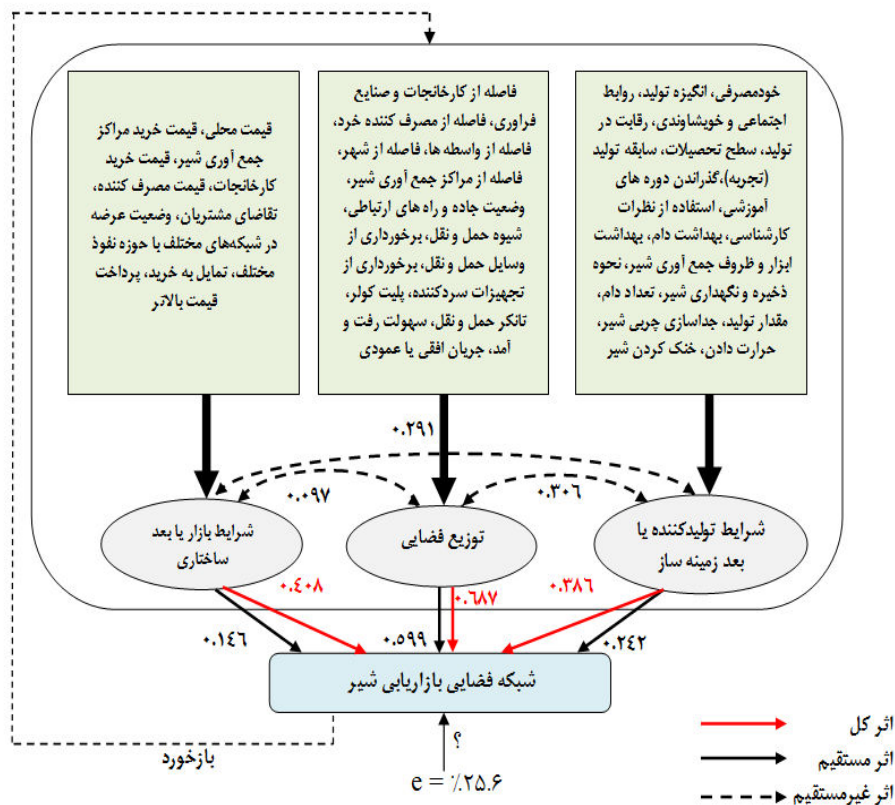 خودمصرفی، انگیزه تولید، روابط
اجتماعی و خویشاوندی، رقابت در
تولید، سطح تحصیلات، سابقه تولید
(تجربه)،گذراندن دوره های
آموزشی، استفاده از نظرات
کارشناسی، بهداشت دام، بهداشت
ابزار و ظروف جمع آوری شیر، نحوه
ذخیره و نگهداری شیر، تعداد دام،
مقدار تولید، جداسازی چربی شیر،
حرارت دادن، خنک کردن شیر
فاصله از کارخانجات و صنایع
فراوری، فاصله از مصرف کننده خرد،
فاصله از واسطه ها، فاصله از شهر،
فاصله از مراکز جمع آوری شیر،
وضعیت جاده و راه های ارتباطی،
شیوه حمل و نقل، برخورداری از
وسایل حمل و نقل، برخورداری از
تجهیزات سردکننده، پلیت کولر،
تانکر حمل و نقل، سهولت رفت و
آمد، جریان افقی یا عمودی
قیمت محلی، قیمت خرید مراکز
جمع آوری شیر، قیمت خرید
کارخانجات، قیمت مصرف کننده،
تقاضای مشتریان، وضعیت عرضه
در شبکه‌های مختلف با حوزه نفوذ
مختلف، تمایل به خرید، پرداخت
قیمت بالاتر
۰.۲۹۱
۰.۳۰۶
۰.۰۹۷
شرایط تولیدکننده یا
بعد زمینه ساز
توزیع فضایی
شرایط بازار یا بعد
ساختاری
۰.۳۸۶
۰.۶۸۷
۰.۴۰۸
۰.۲۴۲
۰.۵۹۹
۰.۱۴۶
شبکه فضایی بازاریابی شیر
؟
e = ٪۲۵.۶
بازخورد
اثر کل
اثر مستقیم
اثر غیرمستقیم